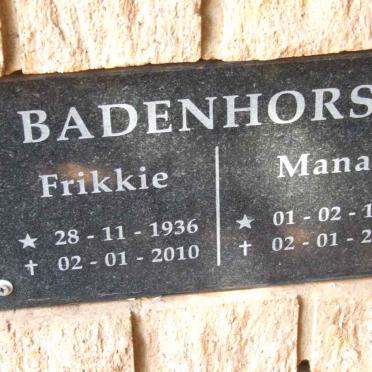 BADENHORS
Frikkie
★ 28 - 11 - 1936
✝ 02 - 01 - 2010
Mana
★ 01 - 02 - 1
✝ 02 - 01 - 2